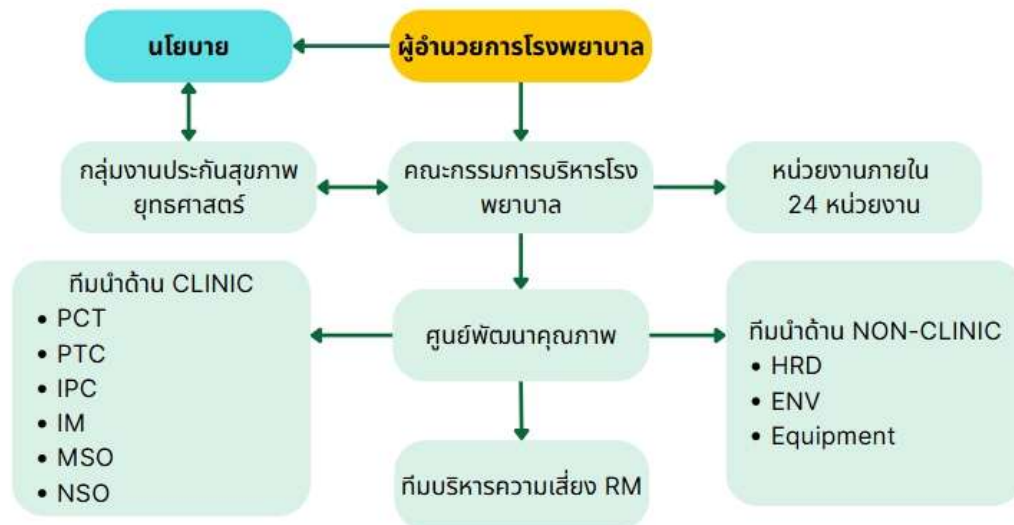 นโยบาย
ผู้อำนวยการโรงพยาบาล
กลุ่มงานประกันสุขภาพ
ยุทธศาสตร์
คณะกรรมการบริหารโรง
พยาบาล
หน่วยงานภายใน
24 หน่วยงาน
ทีมนำด้าน CLINIC
• PCT
• PTC
• IPC
• IM
• MSO
• NSO
ศูนย์พัฒนาคุณภาพ
ทีมนำด้าน NON-CLINIC
• HRD
• ENV
• Equipment
ทีมบริหารความเสี่ยง RM